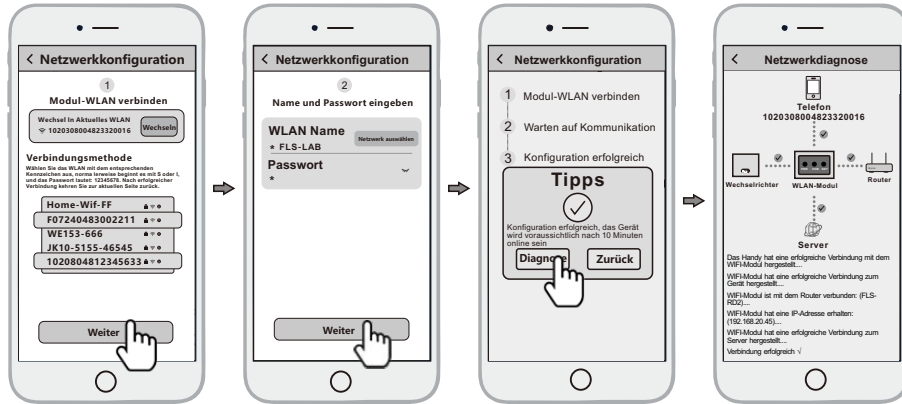 < Netzwerkkonfiguration
1
Modul-WLAN verbinden
Wechsel In Aktuelles WLAN
1020308004823320016
Wechseln
Verbindungsmethode
Wählen Sie das WLAN mit dem entsprechenden
Kennzeichen aus, norma lerweise beginnt es mit S oder I,
und das Passwort lautet: 12345678. Nach erfolgreicher
Verbindung kehren Sie zur aktuellen Seite zurück.
Home-Wif-FF
F07240483002211
WE153-666
JK10-5155-46545
1020804812345633
Weiter
< Netzwerkkonfiguration
2
Name und Passwort eingeben
WLAN Name
Netzwerk auswählen
* FLS-LAB
Passwort
*
Weiter
< Netzwerkkonfiguration
1 Modul-WLAN verbinden
2 Warten auf Kommunikation
3 Konfiguration erfolgreich
Tipps
Konfiguration erfolgreich, das Gerät
wird voraussichtlich nach 10 Minuten
online sein
Diagnose
Zurück
< Netzwerkdiagnose
Telefon
1020308004823320016
Wechselrichter
WLAN-Modul
Router
Server
Das Handy hat eine erfolgreiche Verbindung mit dem
WIFI-Modul hergestellt....
WIFI-Modul hat eine erfolgreiche Verbindung zum
Gerät hergestellt....
WIFI-Modul ist mit dem Router verbunden: (FLS-
RD2)....
WIFI-Modul hat eine IP-Adresse erhalten:
(192.168.20.45)....
WIFI-Modul hat eine erfolgreiche Verbindung zum
Server hergestellt....
Verbindung erfolgreich √